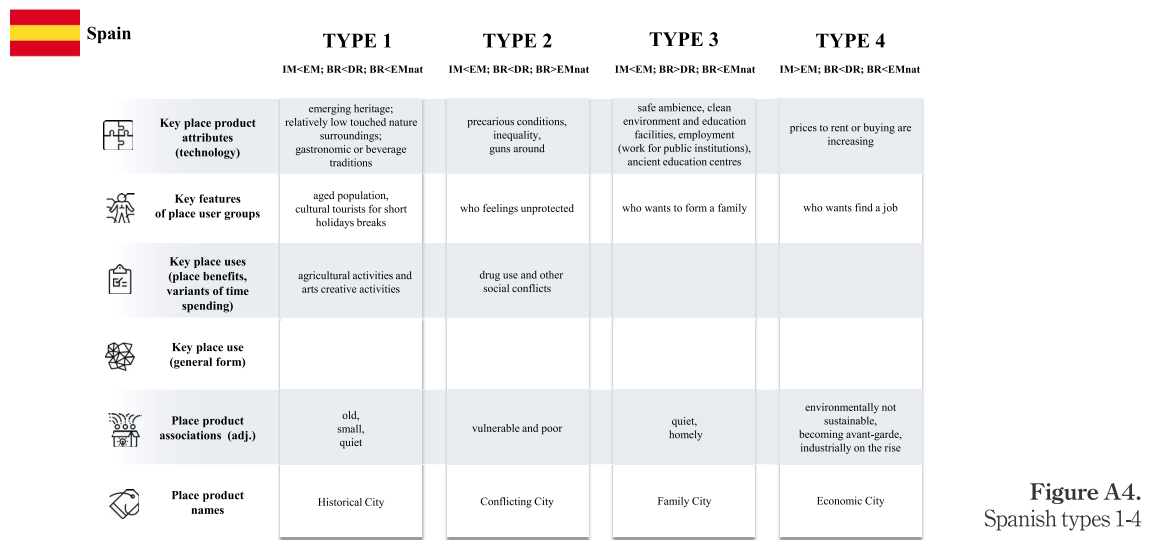 Spain
TYPE 1
TYPE 2
TYPE 3
TYPE 4
IM<EM; BR<DR; BR<EMnat
IM<EM; BR<DR; BR>EMnat
IM<EM; BR>DR; BR<EMnat
IM>EM; BR<DR; BR<EMnat
Key place product
attributes
(technology)
emerging heritage;
relatively low touched nature
surroundings;
gastronomic or beverage
traditions
precarious conditions,
inequality,
guns around
safe ambience, clean
environment and education
facilities, employment
(work for public institutions),
ancient education centres
prices to rent or buying are
increasing
Key features
of place user groups
aged population,
cultural tourists for short
holidays breaks
who feelings unprotected
who wants to form a family
who wants find a job
Key place uses
(place benefits,
variants of time
spending)
agricultural activities and
arts creative activities
drug use and other
social conflicts
Key place use
(general form)
Place product
associations (adj.)
old,
small,
quiet
vulnerable and poor
quiet,
homely
environmentally not
sustainable,
becoming avant-garde,
industrially on the rise
Place product
names
Historical City
Conflicting City
Family City
Economic City
Figure A4.
Spanish types 1-4